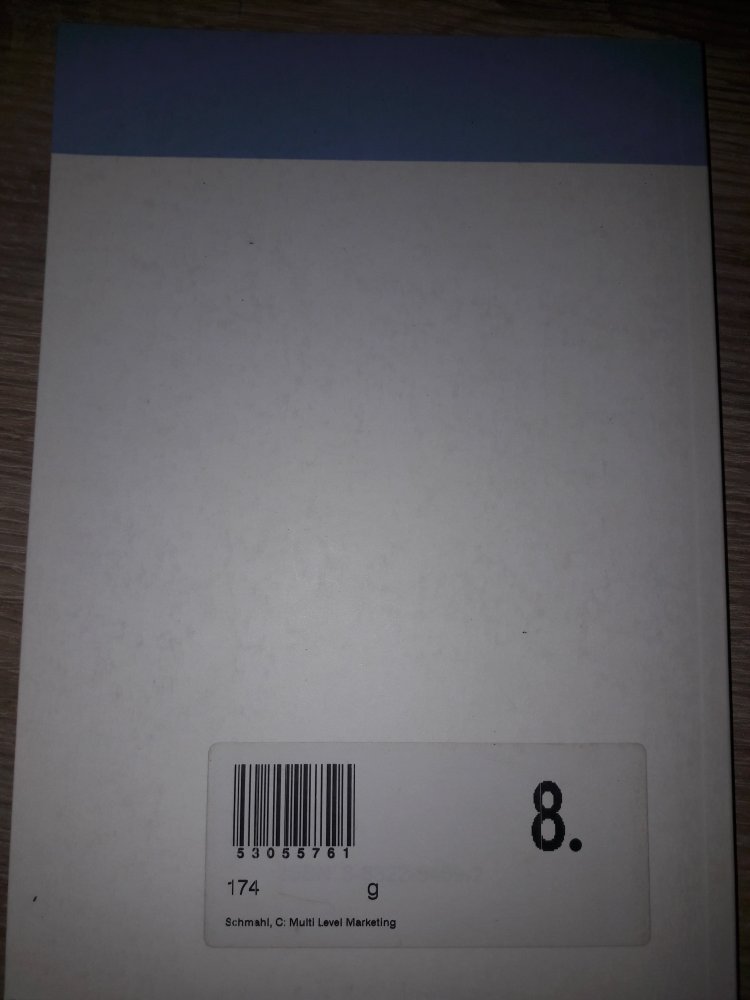 53055761
8.
174 g
Schmahl, C: Multi Level Marketing